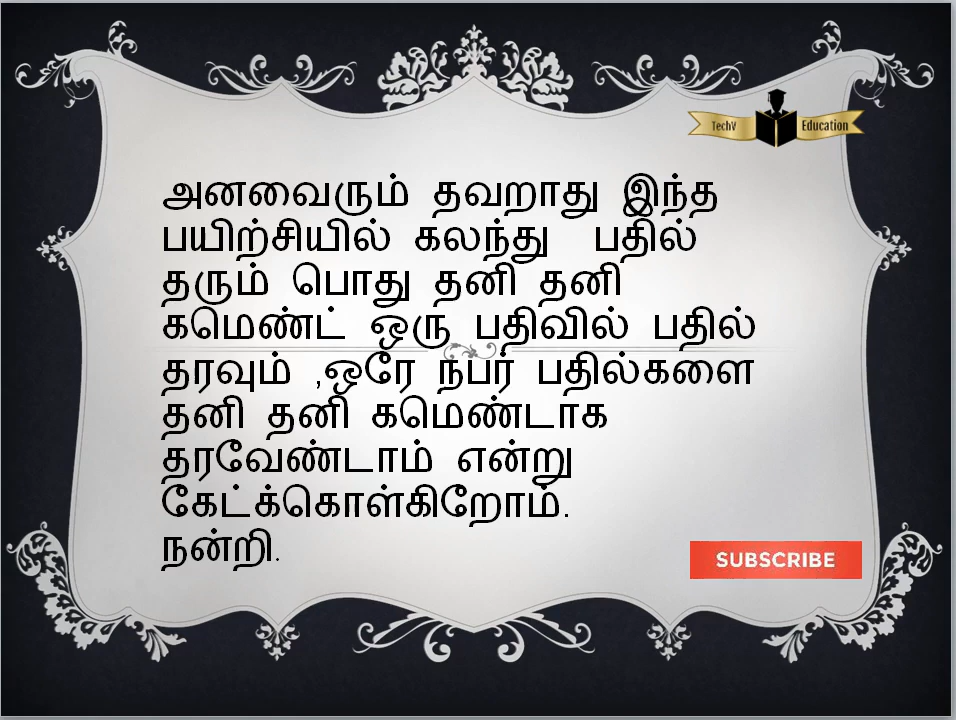 TechV Education
அனைவரும் தவறாது இந்த
பயிற்சியில் கலந்து பதில்
தரும் பொது தனி தனி
கமெண்ட் ஒரு பதிவில் பதில்
தரவும் ,ஒரே நபர் பதில்களை
தனி தனி கமெண்டாக
தரவேண்டாம் என்று
கேட்க்கொள்கிறோம்.
நன்றி.
SUBSCRIBE